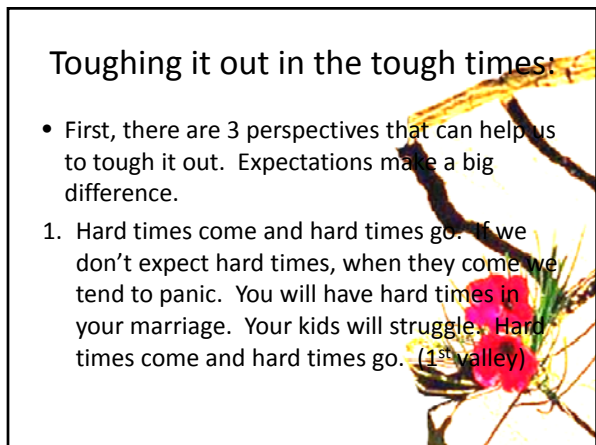 Toughing it out in the tough times:
• First, there are 3 perspectives that can help us
to tough it out.  Expectations make a big
difference.
1. Hard times come and hard times go.  If we
don’t expect hard times, when they come we
tend to panic.  You will have hard times in
your marriage.  Your kids will struggle.  Hard
times come and hard times go.  (1st valley)